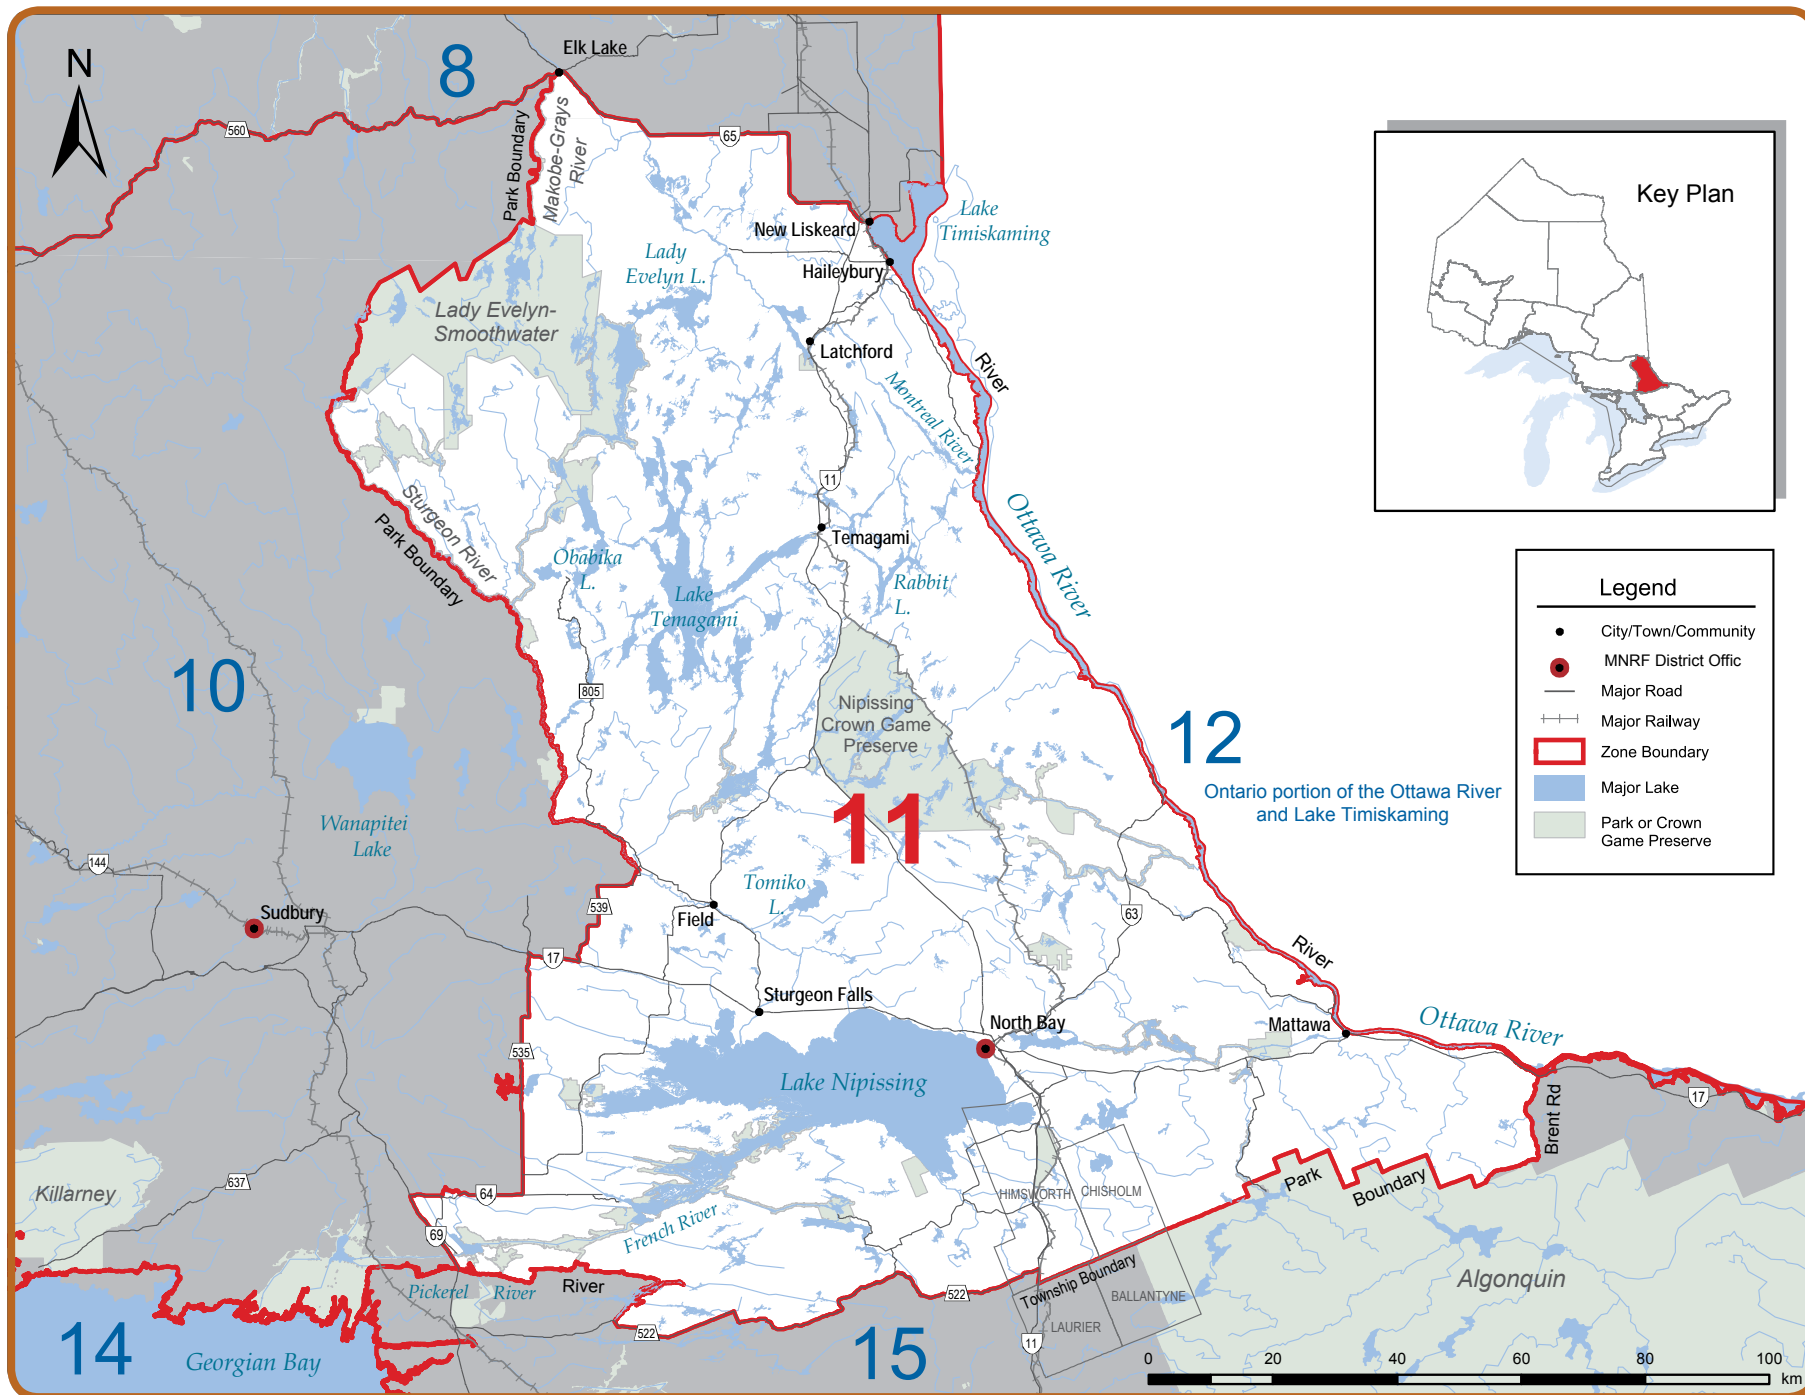 N
8
Elk Lake
560
65
Park Boundary
Makobe-Grays
River
Key Plan
New Liskeard
Lake
Timiskaming
Haileybury
Lady
Evelyn L.
Lady Evelyn-
Smoothwater
Latchford
River
Montreal River
11
Sturgeon River
Park Boundary
Ottawa River
Temagami
Obabika
L.
Rabbit
L.
Lake
Temagami
Legend
City/Town/Community
MNRF District Offic
Major Road
Major Railway
Zone Boundary
Major Lake
Park or Crown
Game Preserve
10
805
Nipissing
Crown Game
Preserve
12
Ontario portion of the Ottawa River
and Lake Timiskaming
11
Wanapitei
Lake
144
Tomiko
L.
Sudbury
539
Field
63
17
River
Sturgeon Falls
North Bay
Mattawa
Ottawa River
535
Lake Nipissing
17
Brent Rd
Killarney
637
64
HIMSWORTH
CHISHOLM
Park
Boundary
69
French River
Pickerel
River
River
522
Township Boundary
BALLANTYNE
Algonquin
522
LAURIER
11
14
Georgian Bay
15
0
20
40
60
80
100
km